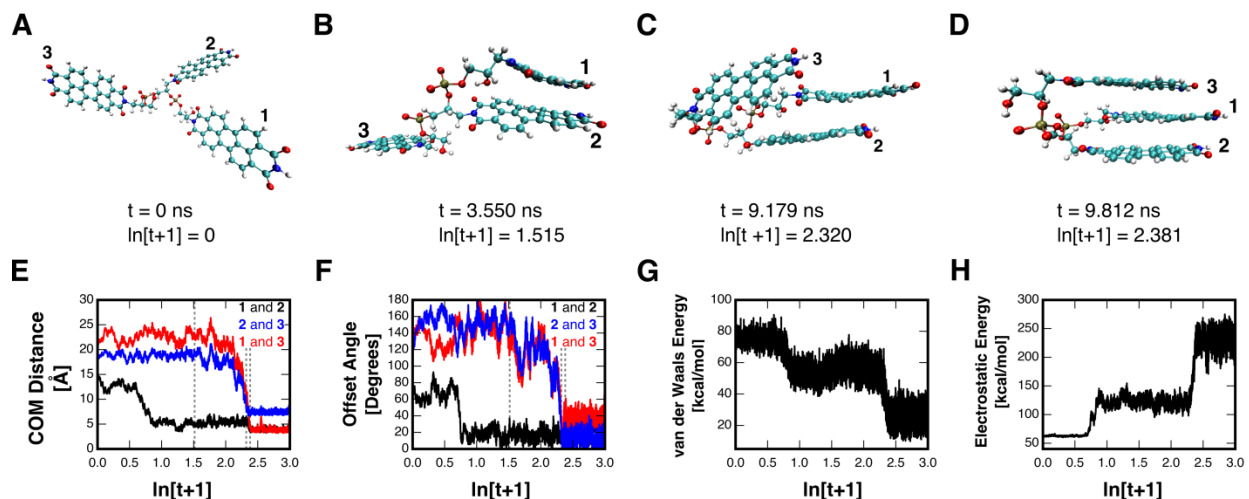 A
B
C
D
3
2
1
1
2
3
3
1
2
3
1
2
t = 0 ns
ln[t+1] = 0
t = 3.550 ns
ln[t+1] = 1.515
t = 9.179 ns
ln[t +1] = 2.320
t = 9.812 ns
ln[t+1] = 2.381
E
COM Distance
[Å]
30
25
20
15
10
5
0
1 and 2
2 and 3
1 and 3
0.0 0.5 1.0 1.5 2.0 2.5 3.0
ln[t+1]
F
Offset Angle
[Degrees]
180
160
140
120
100
80
60
40
20
0
1 and 2
2 and 3
1 and 3
0.0 0.5 1.0 1.5 2.0 2.5 3.0
ln[t+1]
G
van der Waals Energy
[kcal/mol]
100
80
60
40
20
0
0.0 0.5 1.0 1.5 2.0 2.5 3.0
ln[t+1]
H
Electrostatic Energy
[kcal/mol]
300
250
200
150
100
50
0.0 0.5 1.0 1.5 2.0 2.5 3.0
ln[t+1]